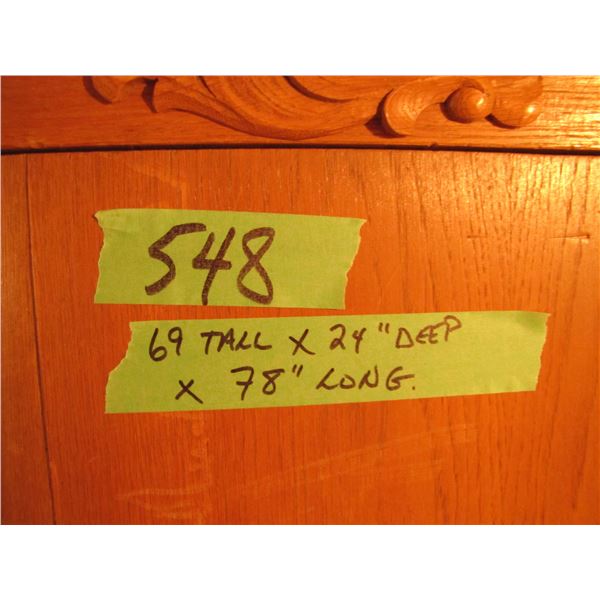 548
69 TALL X 24" DEEP
X 78" LONG.